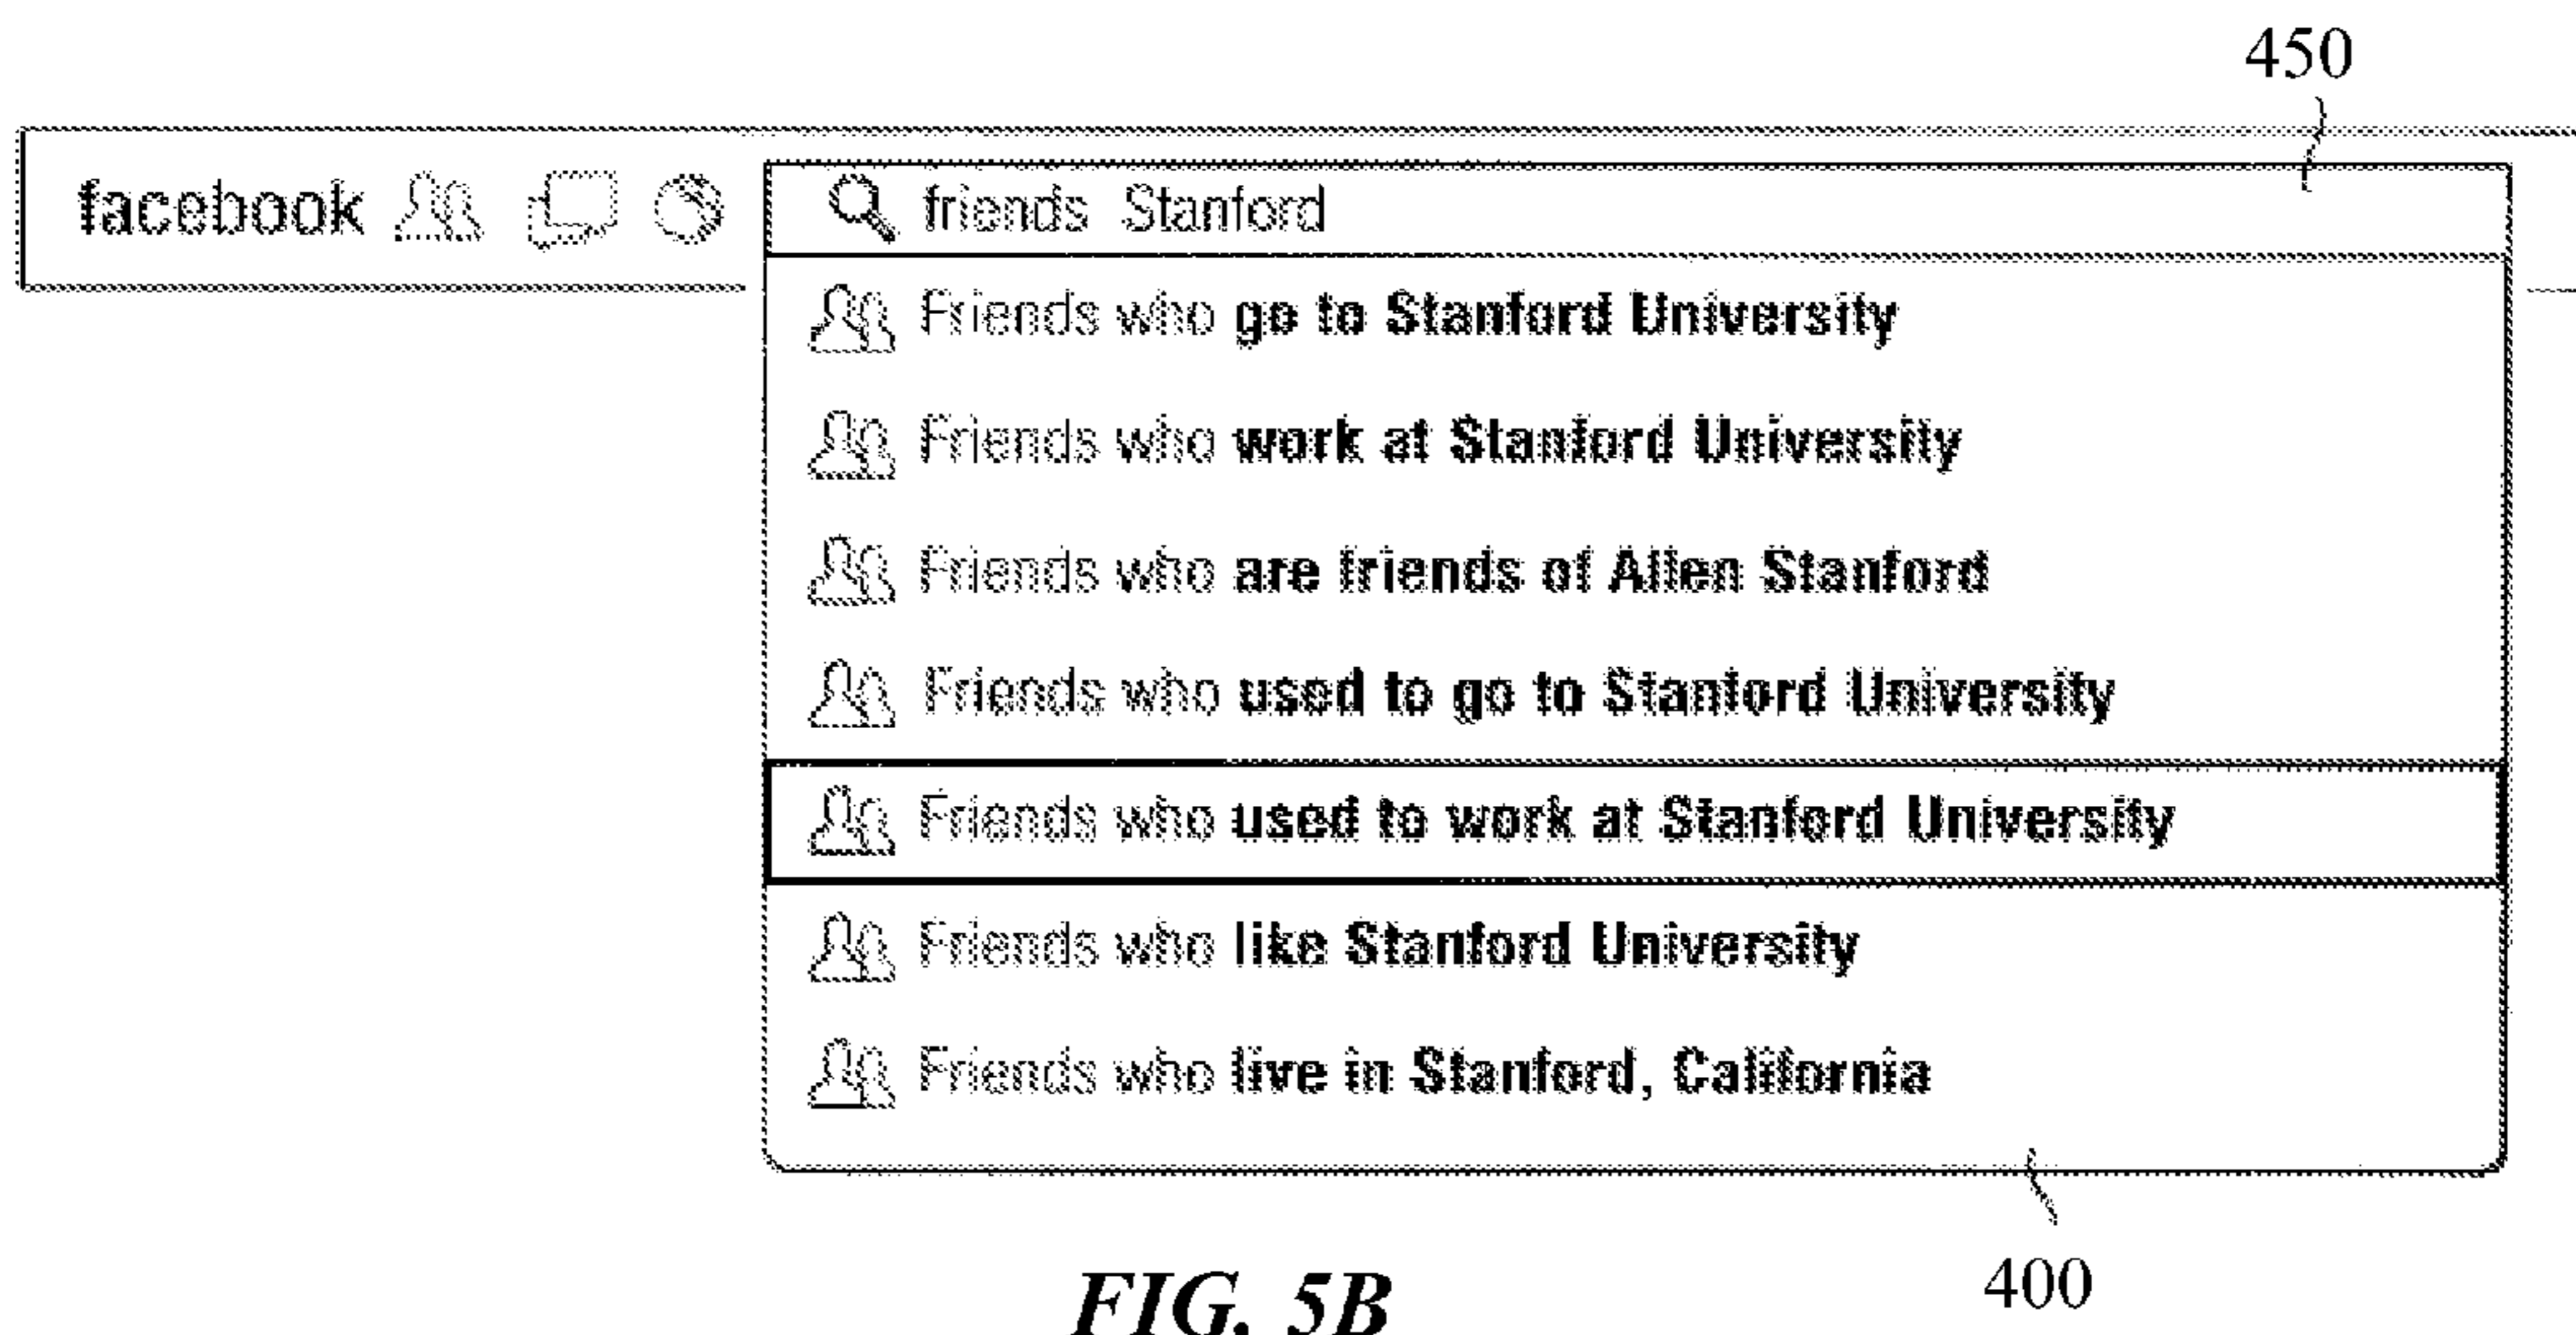 450
facebook friends Stanford
Friends who go to Stanford University
Friends who work at Stanford University
Friends who are friends of Allen Stanford
Friends who used to go to Stanford University
Friends who used to work at Stanford University
Friends who like Stanford University
Friends who live in Stanford, California
400
FIG. 5B